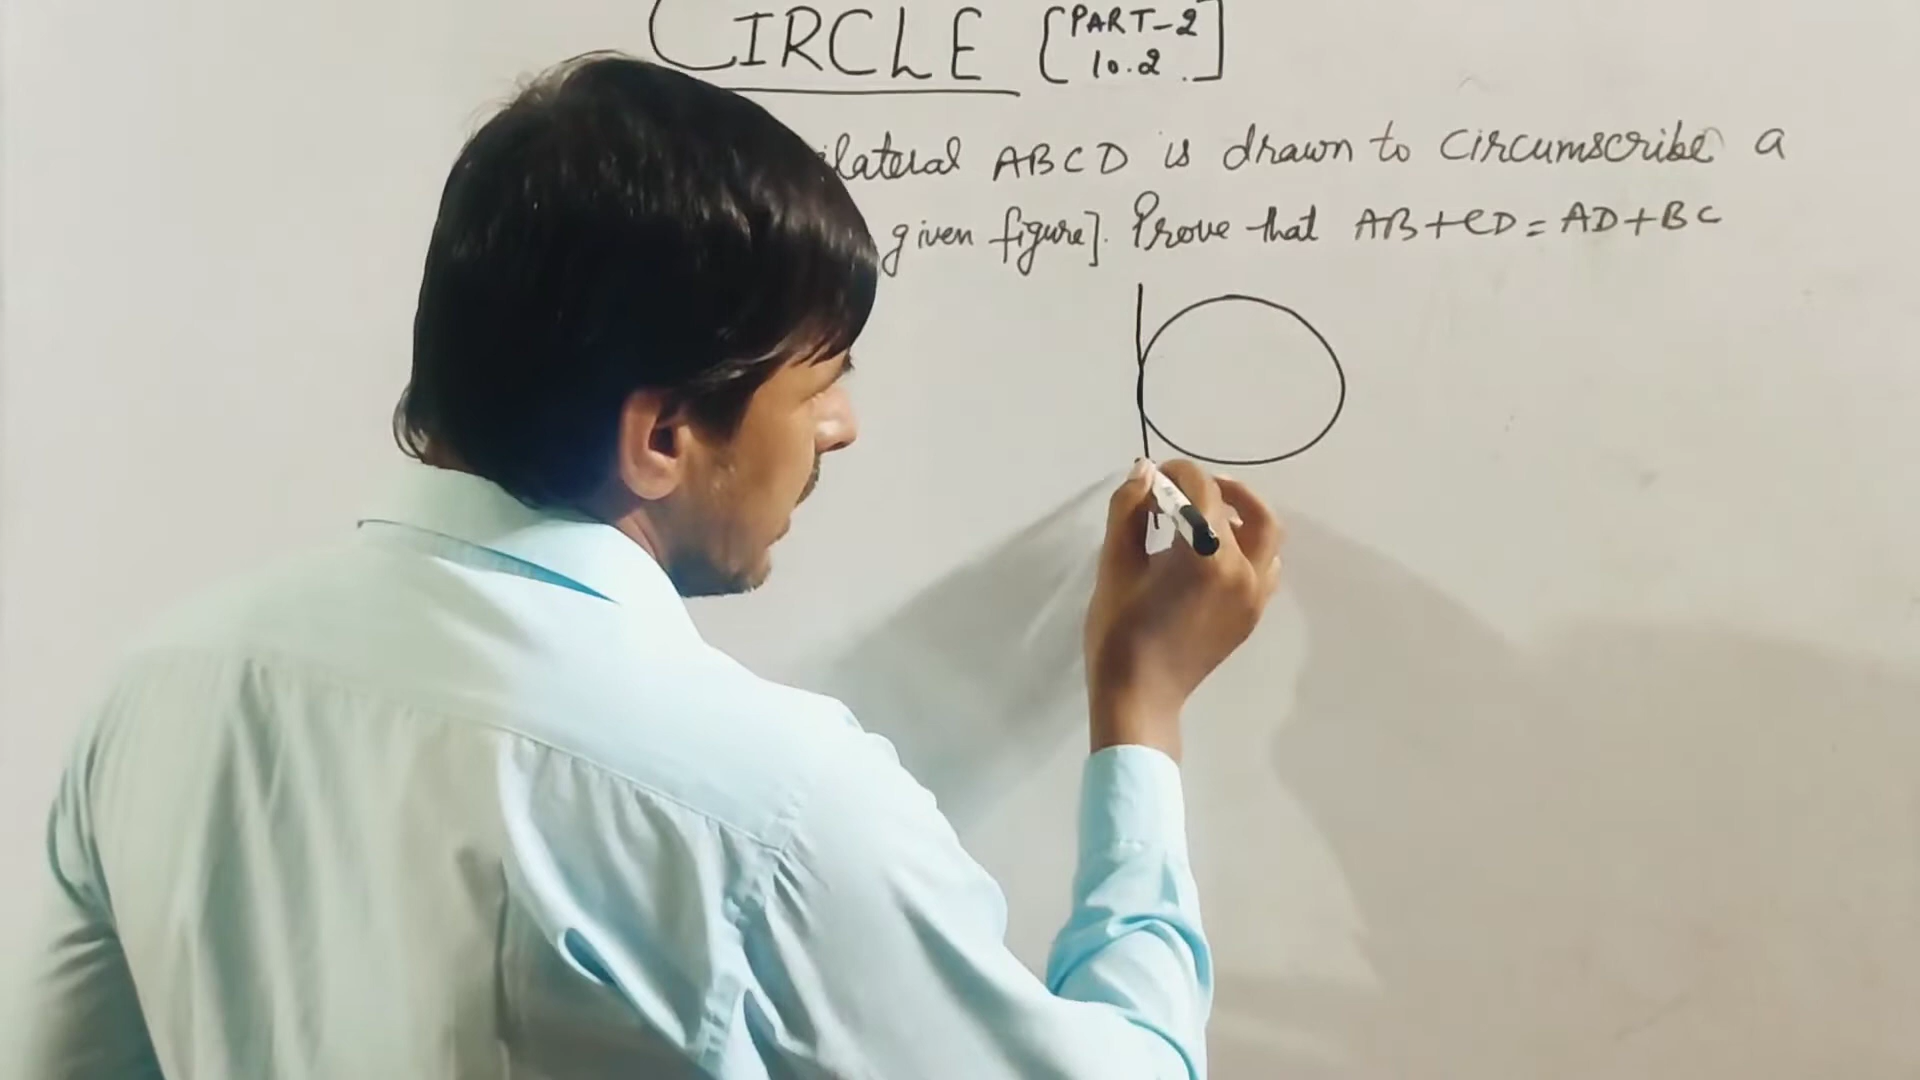 CIRCLE [PART-2
10.2.]
ilateral ABCD is drawn to circumscribe a
given figure]. Prove that AB+CD=AD+BC